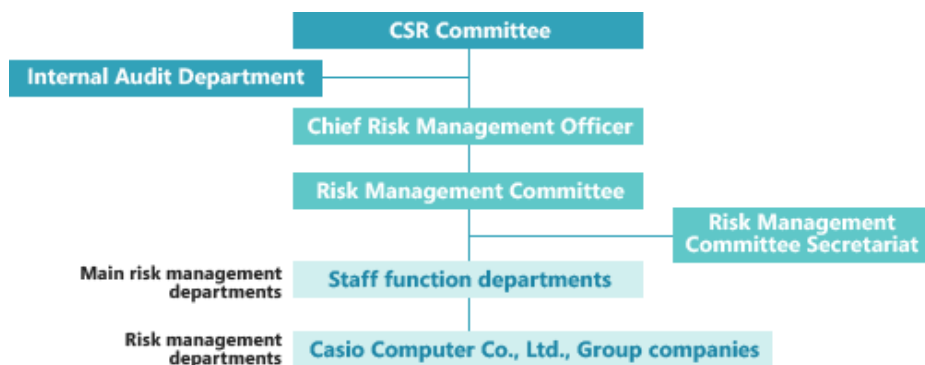 CSR Committee
Internal Audit Department
Chief Risk Management Officer
Risk Management Committee
Risk Management
Committee Secretariat
Main risk management
departments
Staff function departments
Risk management
departments
Casio Computer Co., Ltd., Group companies